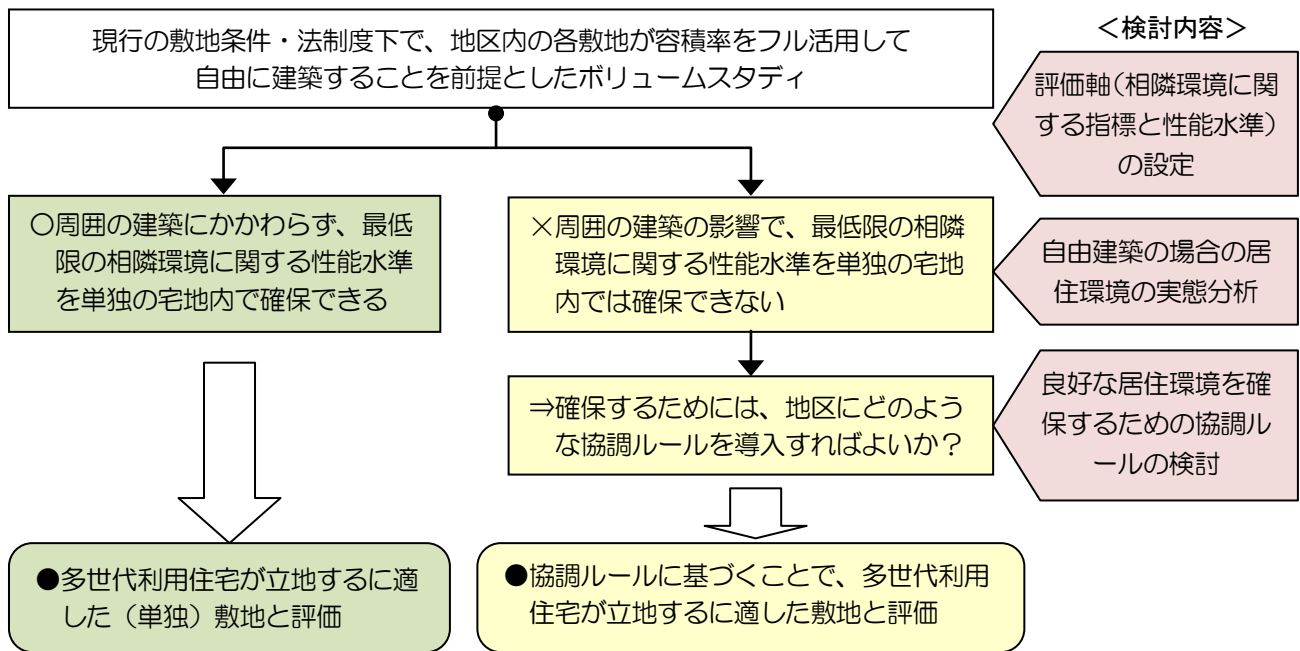 現行の敷地条件・法制度下で、地区内の各敷地が容積率をフル活用して
自由に建築することを前提としたボリュームスタディ
＜検討内容＞
評価軸(相隣環境に関
する指標と性能水準)
の設定
〇周囲の建築にかかわらず、最低
限の相隣環境に関する性能水準
を単独の宅地内で確保できる
×周囲の建築の影響で、最低限の相隣
環境に関する性能水準を単独の宅地
内では確保できない
自由建築の場合の居
住環境の実態分析
⇒確保するためには、地区にどのよう
な協調ルールを導入すればよいか？
良好な居住環境を確
保するための協調ル
ールの検討
●多世代利用住宅が立地するに適
した（単独）敷地と評価
●協調ルールに基づくことで、多世代利用
住宅が立地するに適した敷地と評価